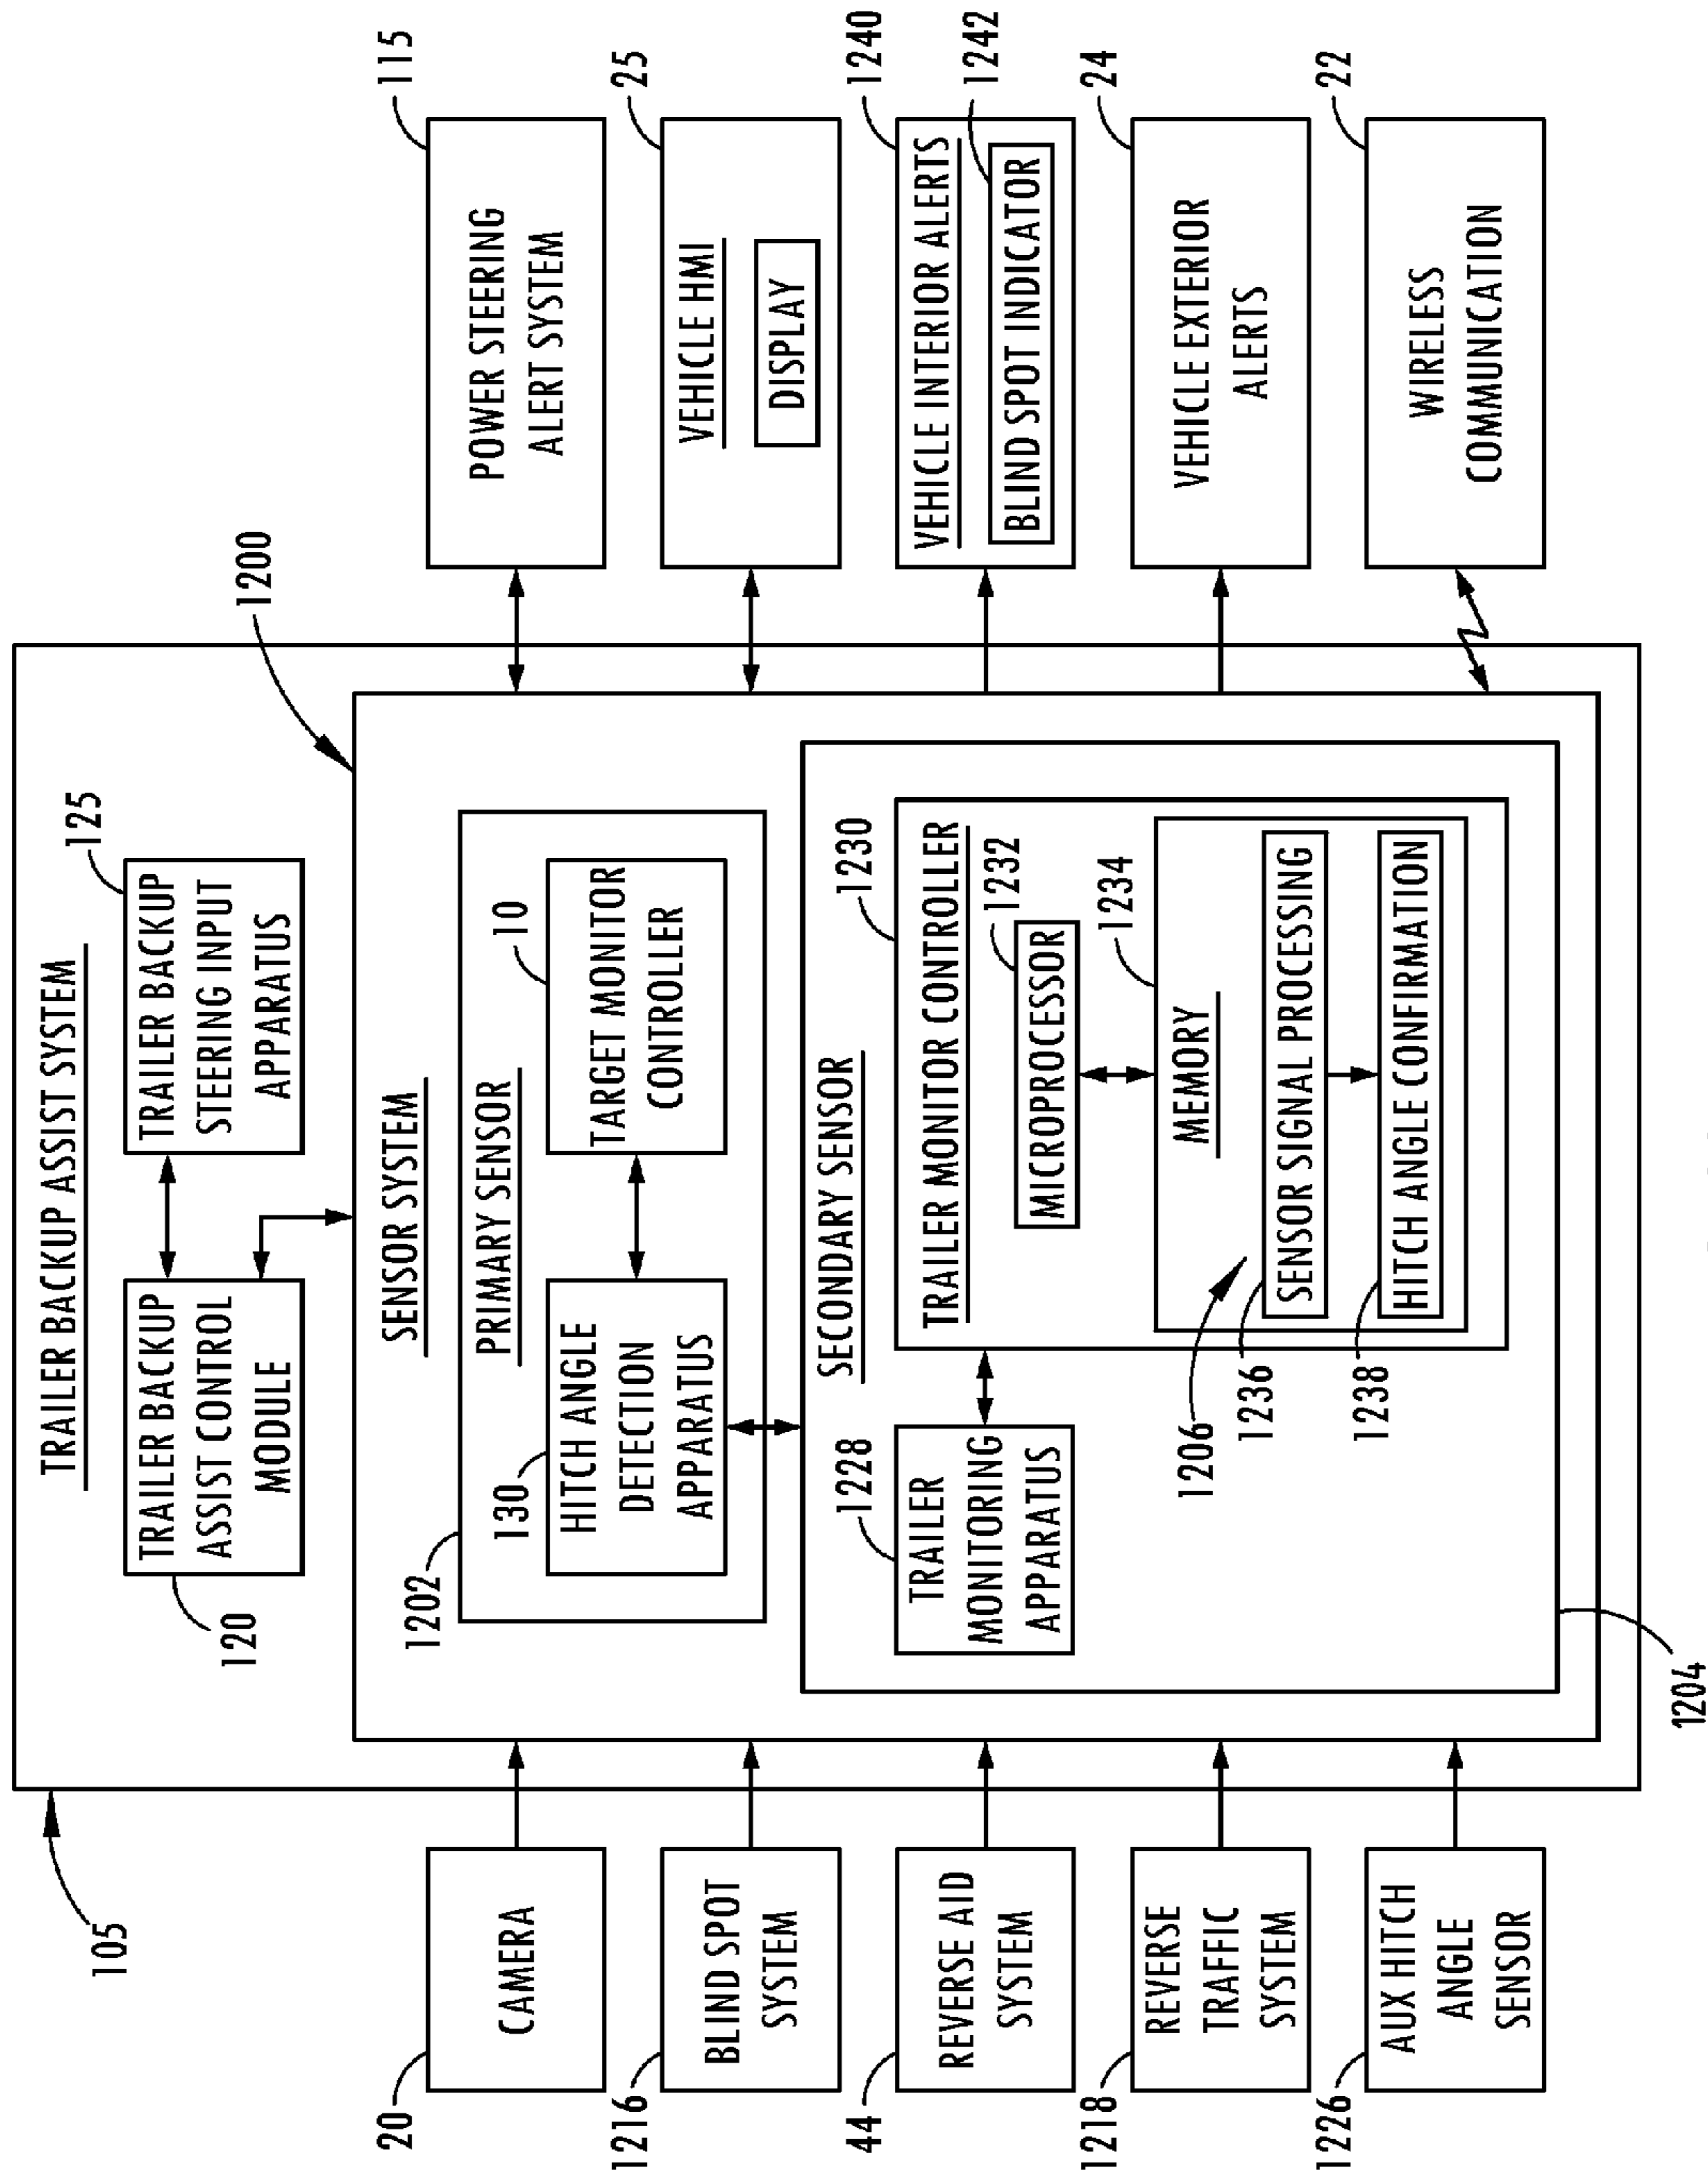 105
TRAILER BACKUP ASSIST SYSTEM
120
TRAILER BACKUP
ASSIST CONTROL
MODULE
125
TRAILER BACKUP
STEERING INPUT
APPARATUS
1200
SENSOR SYSTEM
1202
PRIMARY SENSOR
130
HITCH ANGLE
DETECTION
APPARATUS
10
TARGET MONITOR
CONTROLLER
SECONDARY SENSOR
1204
1228
TRAILER
MONITORING
APPARATUS
1230
TRAILER MONITOR CONTROLLER
1232
MICROPROCESSOR
1234
MEMORY
1206
1236
SENSOR SIGNAL PROCESSING
1238
HITCH ANGLE CONFIRMATION
20
CAMERA
1216
BLIND SPOT
SYSTEM
44
REVERSE AID
SYSTEM
1218
REVERSE
TRAFFIC
SYSTEM
1226
AUX HITCH
ANGLE
SENSOR
115
POWER STEERING
ALERT SYSTEM
25
VEHICLE HMI
DISPLAY
1240
VEHICLE INTERIOR ALERTS
1242
BLIND SPOT INDICATOR
24
VEHICLE EXTERIOR
ALERTS
22
WIRELESS
COMMUNICATION